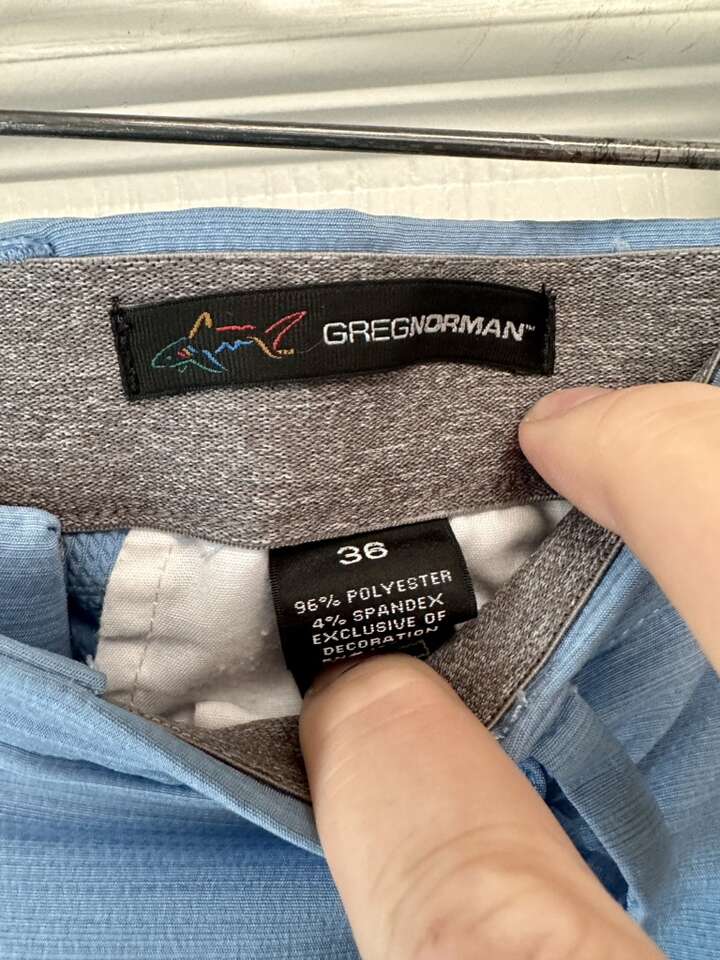 GREGNORMAN™
36
96% POLYESTER
4% SPANDEX
EXCLUSIVE OF
DECORATION